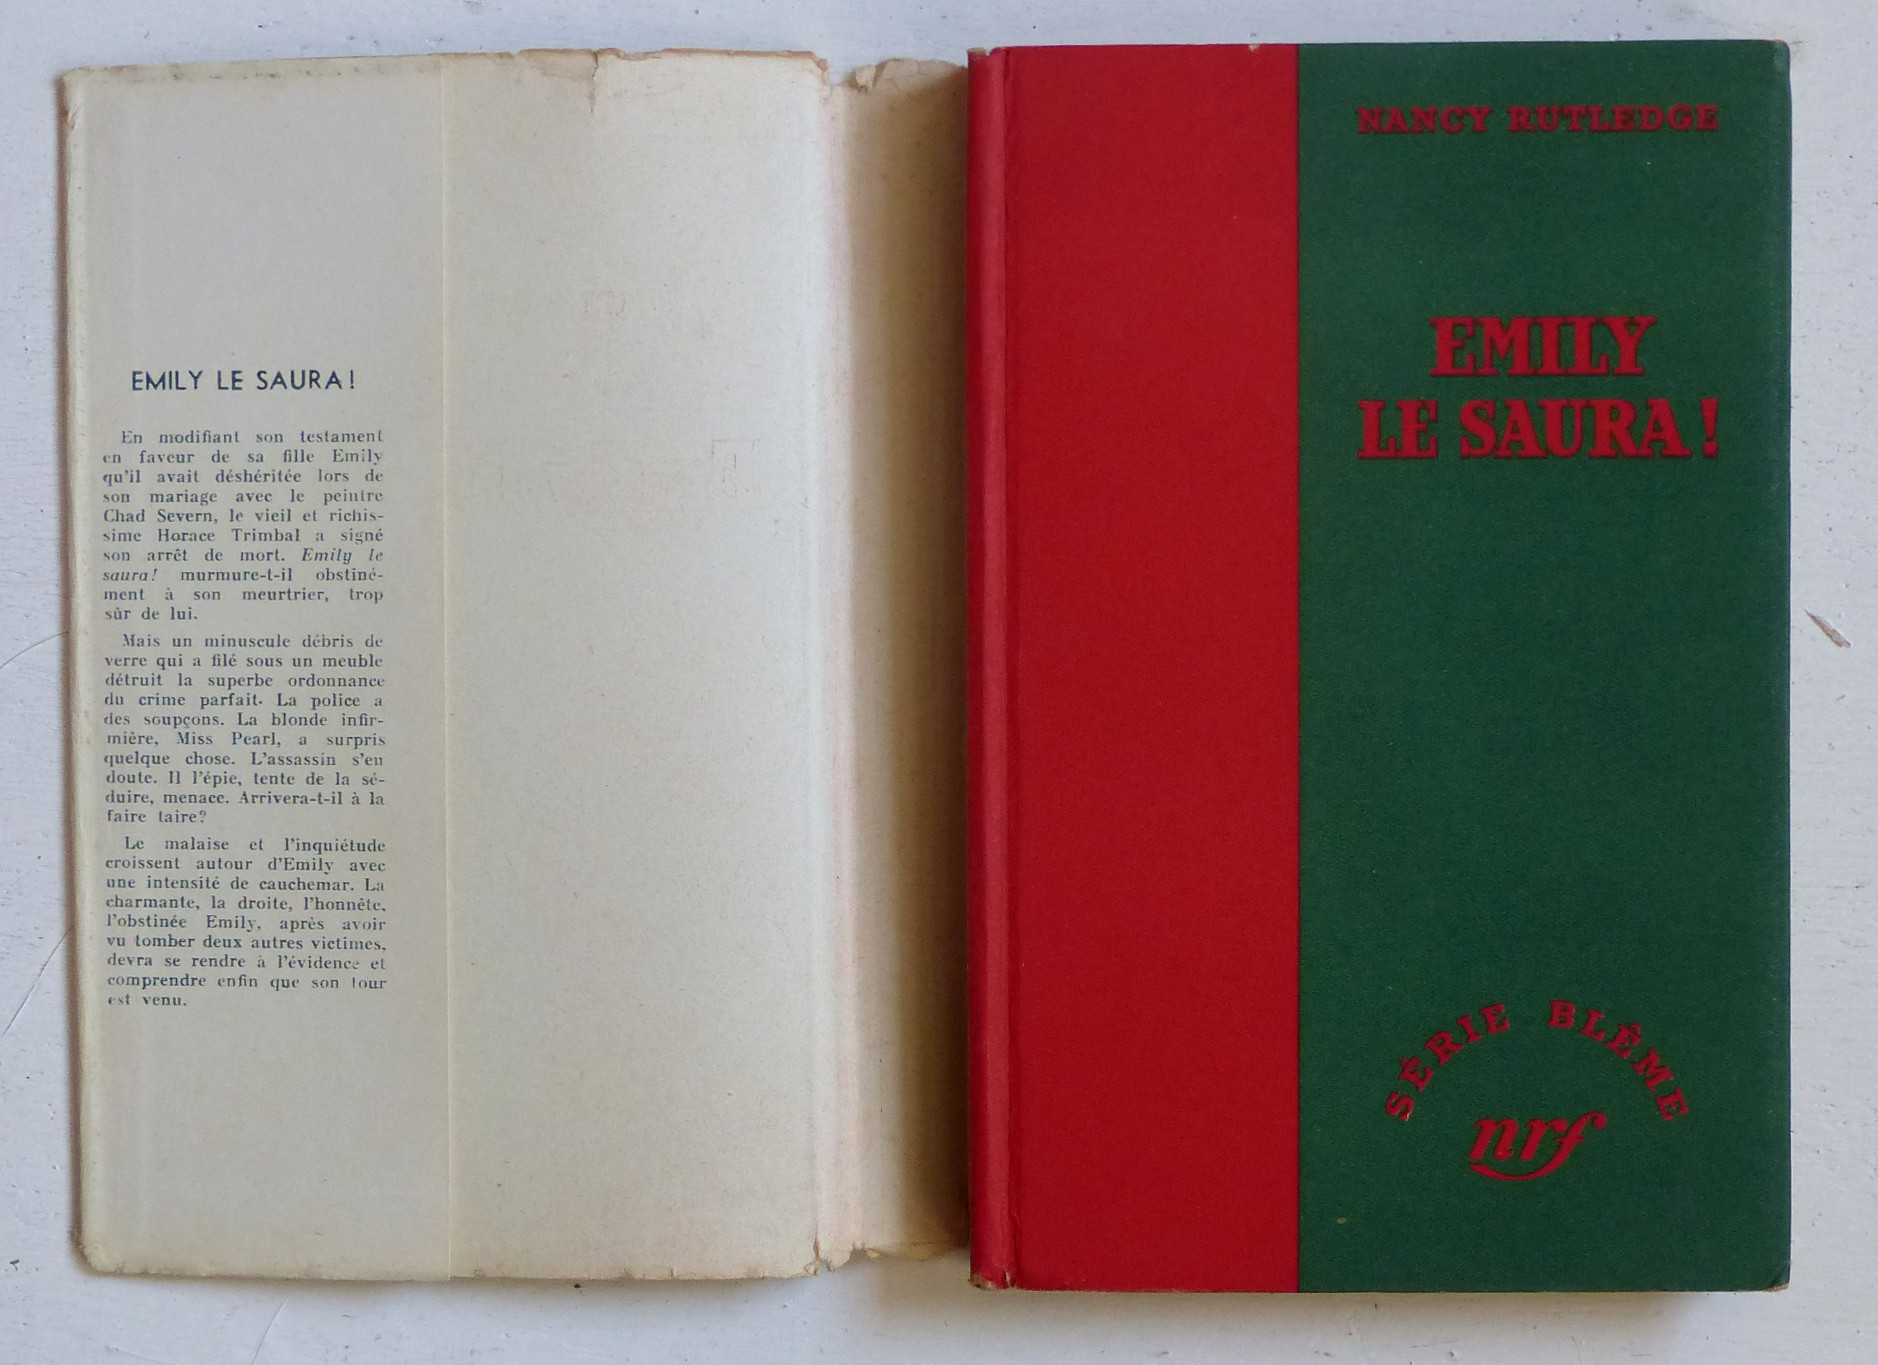 EMILY LE SAURA !
En modifiant son testament
en faveur de sa fille Emily
qu'il avait déshéritée lors de
son mariage avec le peintre
Chad Severn, le vieil et richis-
sime Horace Trimbal a signé
son arrêt de mort. Emily le
saura! murmure-t-il obstiné-
ment à son meurtrier, trop
sûr de lui.
Mais un minuscule débris de
verre qui a filé sous un meuble
détruit la superbe ordonnance
du crime parfait. La police a
des soupçons. La blonde infir-
mière, Miss Pearl, a surpris
quelque chose. L'assassin s'en
doute. Il l'épie, tente de la sé-
duire, menace. Arrivera-t-il à la
faire taire?
Le malaise et l'inquiétude
croissent autour d'Emily avec
une intensité de cauchemar. La
charmante, la droite, l'honnête,
l'obstinée Emily, après avoir
vu tomber deux autres victimes,
devra se rendre à l'évidence et
comprendre enfin que son tour
est venu.
NANCY RUTLEDGE
EMILY
LE SAURA !
SÉRIE BLÊME
nrf